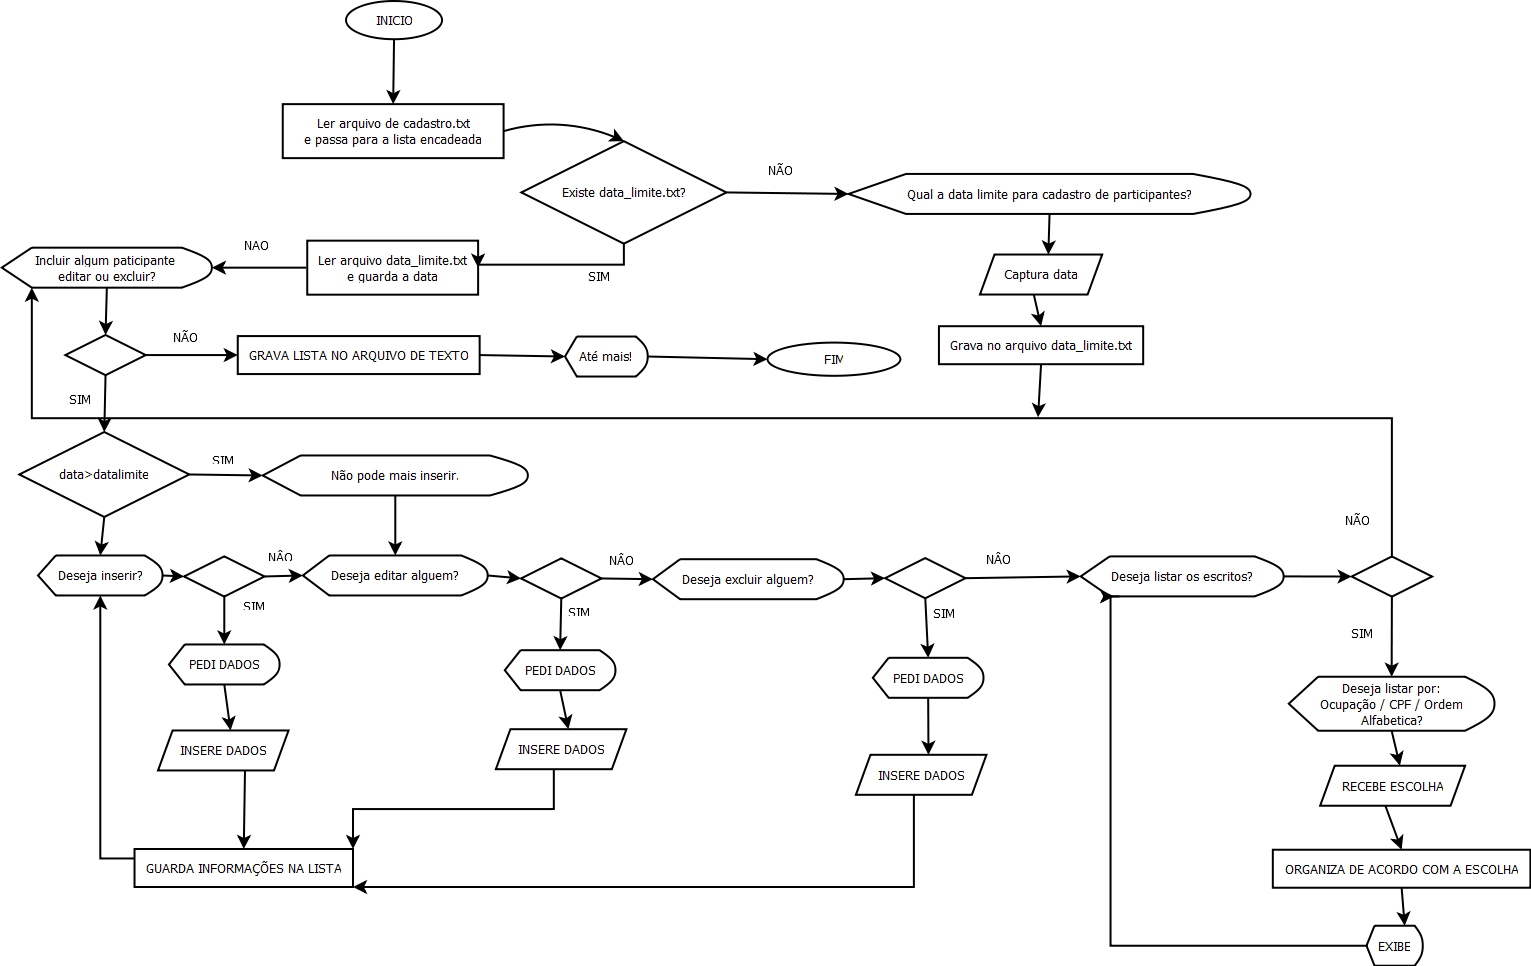 INICIO
Ler arquivo de cadastro.txt
e passa para a lista encadeada
Existe data_limite.txt?
NÃO
Qual a data limite para cadastro de participantes?
NAO
Incluir algum paticipante
editar ou excluir?
Ler arquivo data_limite.txt
e guarda a data
SIM
Captura data
NÃO
GRAVA LISTA NO ARQUIVO DE TEXTO
Até mais!
FIM
Grava no arquivo data_limite.txt
SIM
data>datalimite
SIM
Não pode mais inserir.
NÃO
Deseja inserir?
NÂO
Deseja editar alguem?
NÂO
Deseja excluir alguem?
NÂO
Deseja listar os escritos?
SIM
SIM
SIM
SIM
PEDI DADOS
PEDI DADOS
PEDI DADOS
Deseja listar por:
Ocupação / CPF / Ordem
Alfabetica?
INSERE DADOS
INSERE DADOS
INSERE DADOS
RECEBE ESCOLHA
GUARDA INFORMAÇÕES NA LISTA
ORGANIZA DE ACORDO COM A ESCOLHA
EXIBE